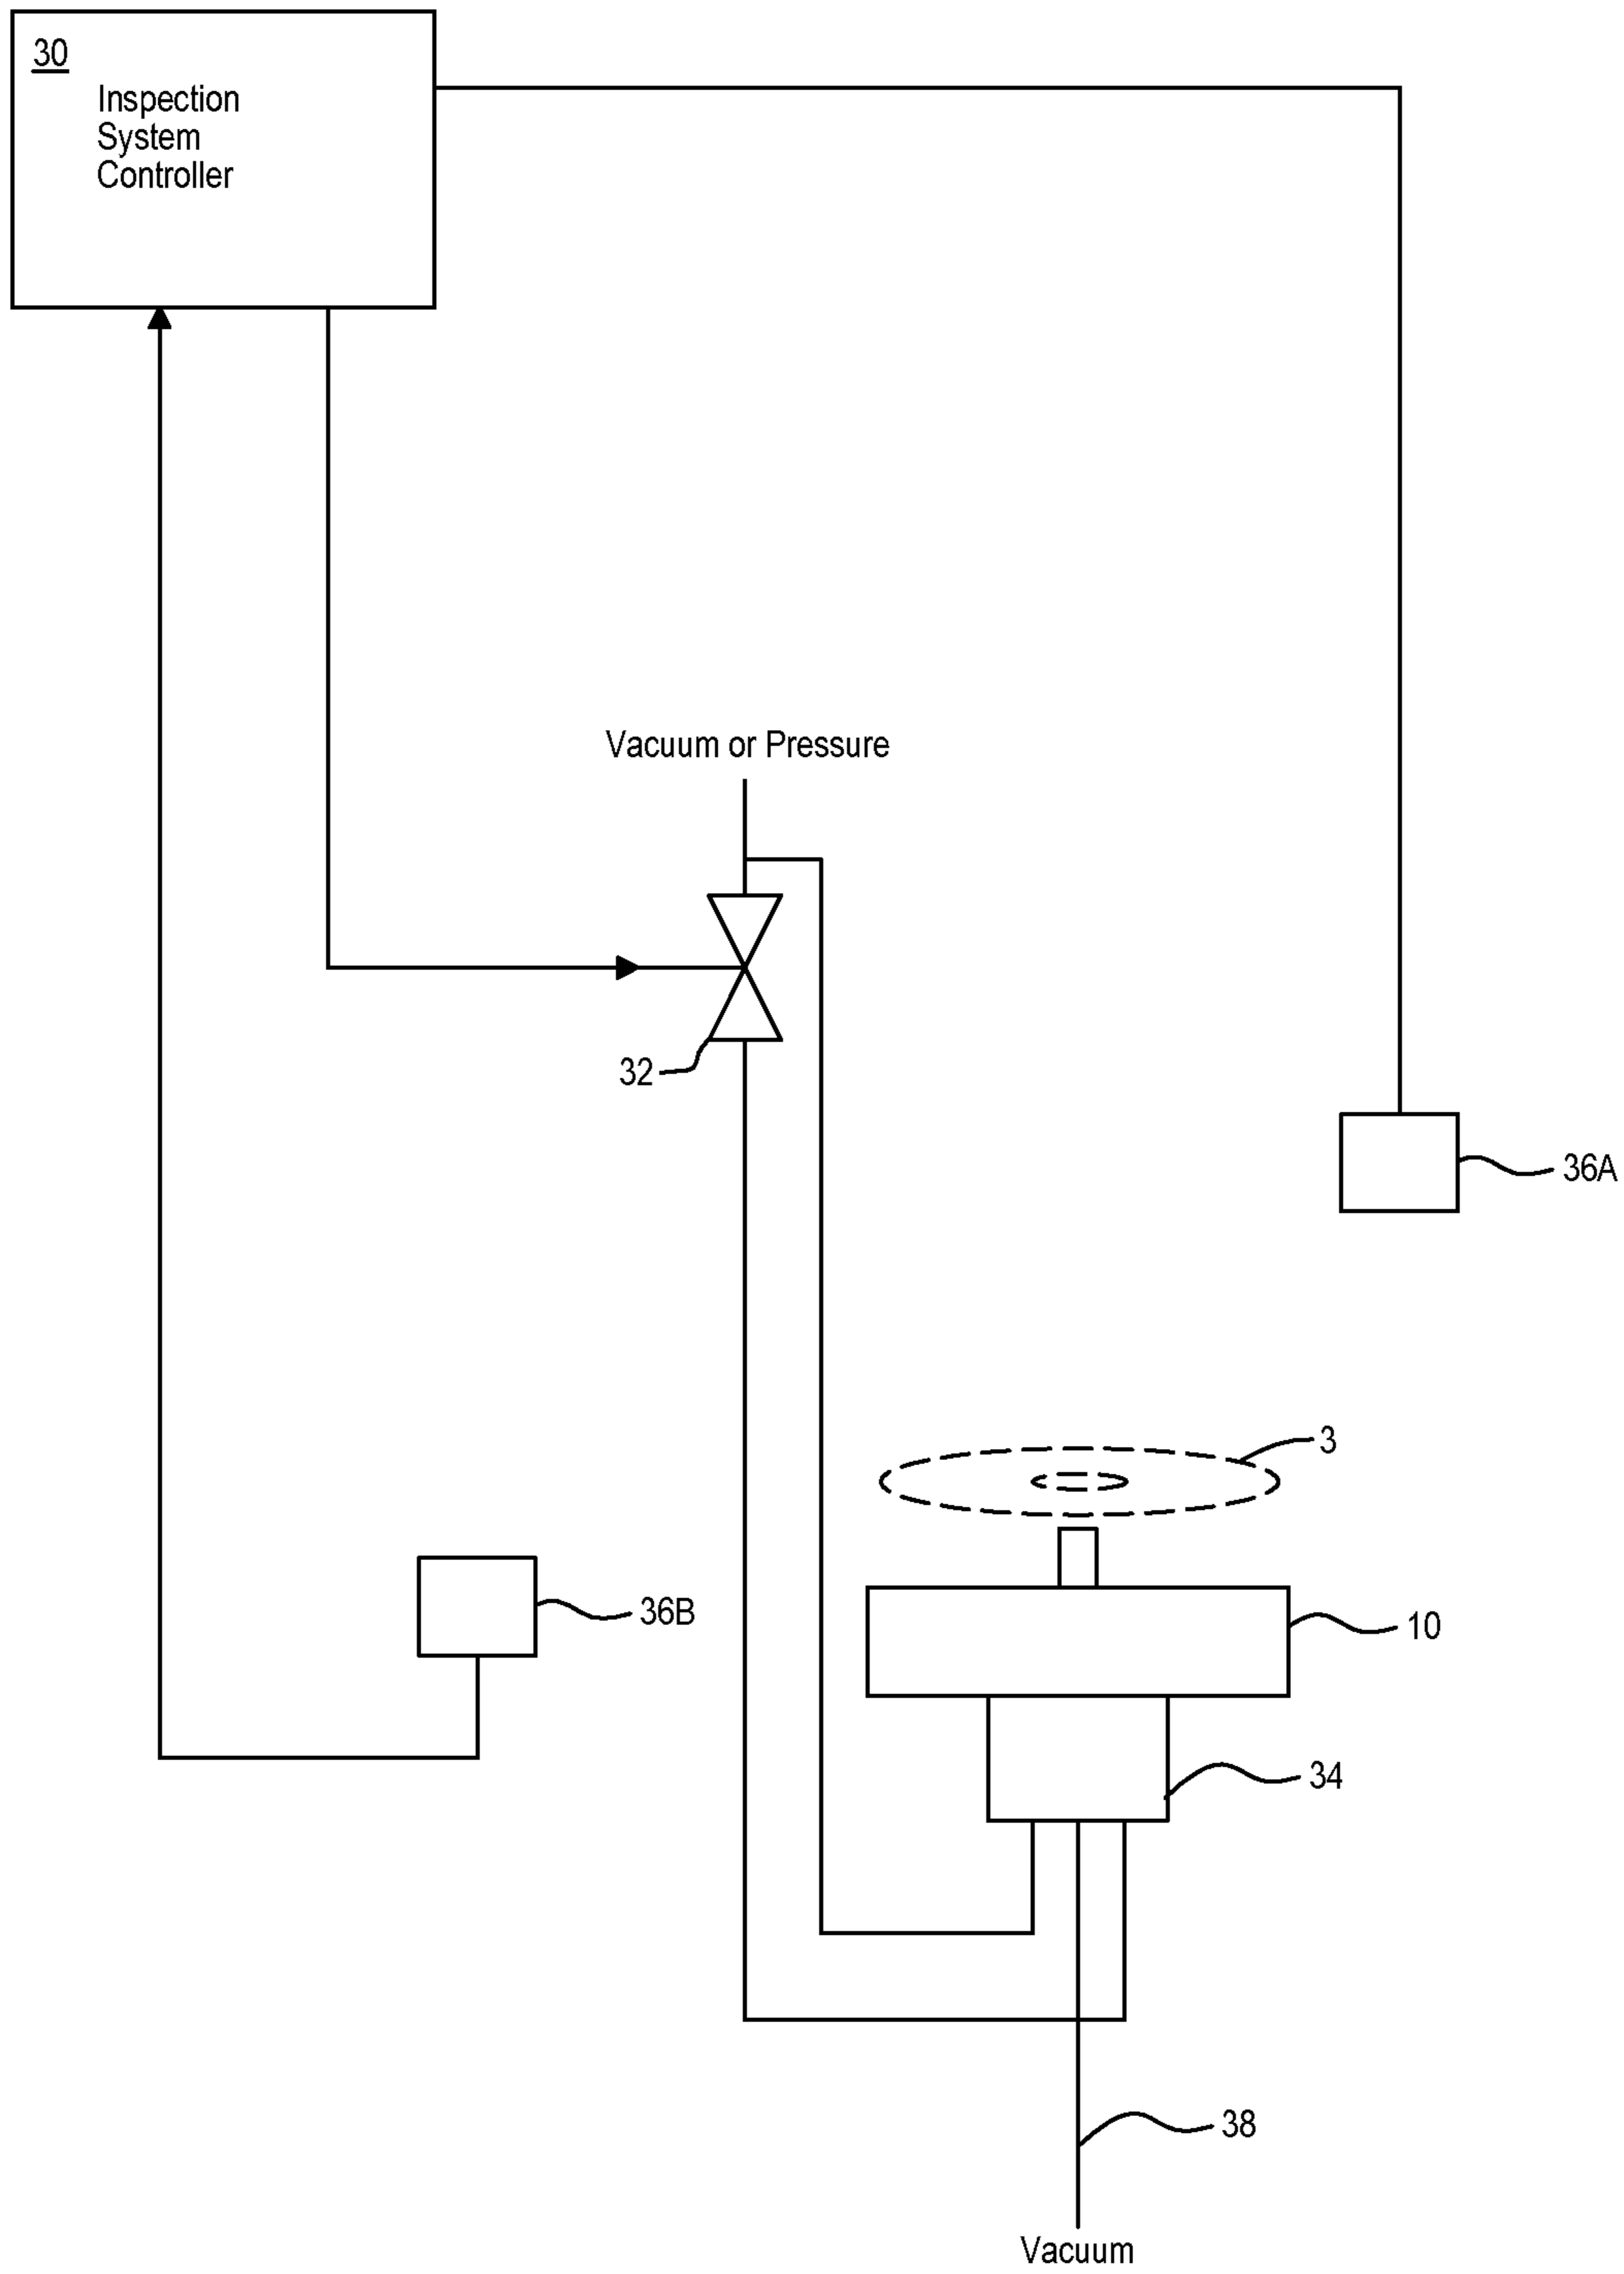 30
Inspection
System
Controller
Vacuum or Pressure
32
36A
3
36B
10
34
38
Vacuum